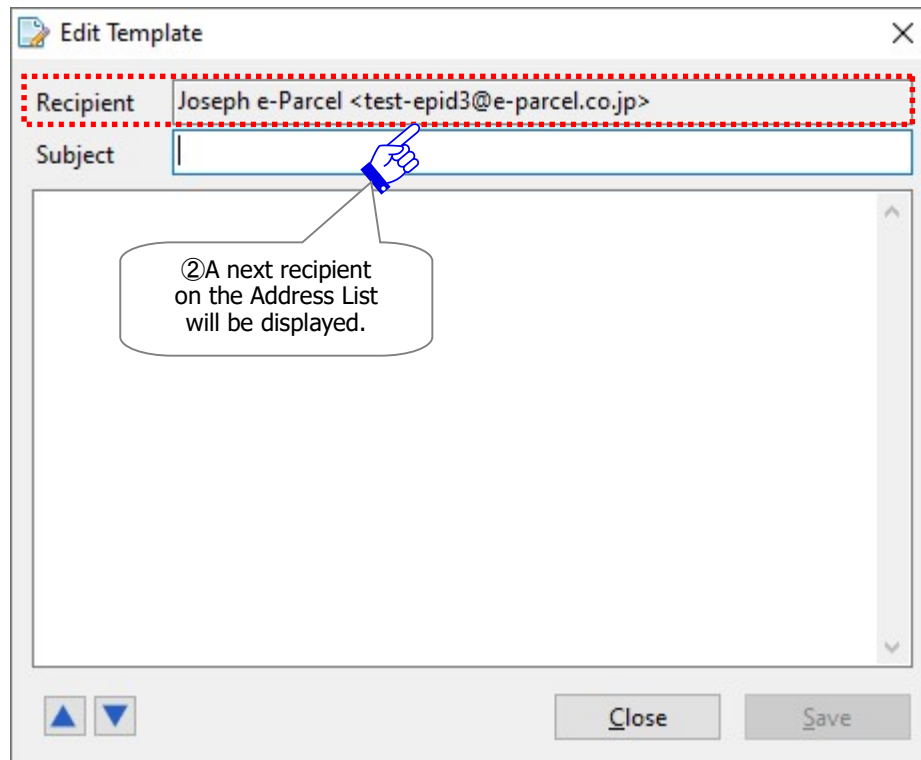 Edit Template
Recipient Joseph e-Parcel <test-epid3@e-parcel.co.jp>
Subject
②A next recipient
on the Address List
will be displayed.
Close Save